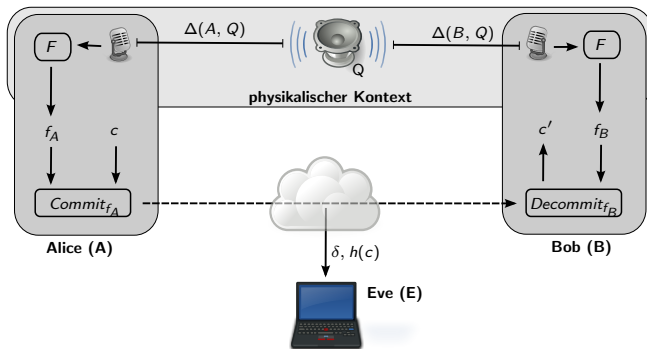 Δ(A, Q)
Δ(B, Q)
F
F
Q
physikalischer Kontext
f_A
c
c′
f_B
Commit_{f_A}
Decommit_{f_B}
Alice (A)
Bob (B)
δ, h(c)
Eve (E)